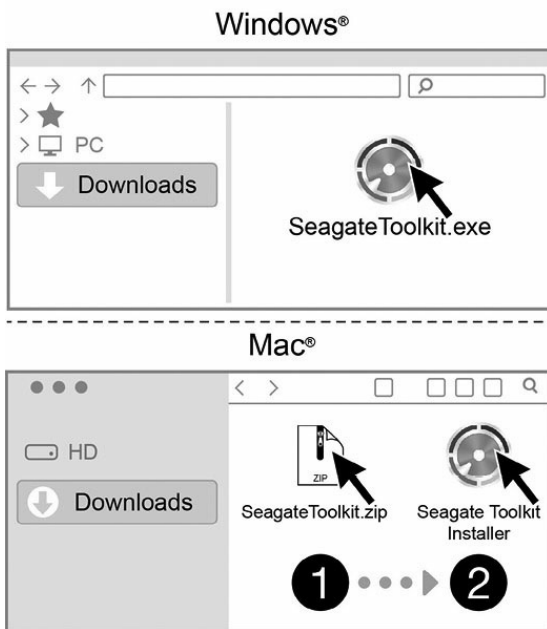 Windows®
PC
Downloads
SeagateToolkit.exe
Mac®
HD
Downloads
ZIP
SeagateToolkit.zip
Seagate Toolkit
Installer
1
2